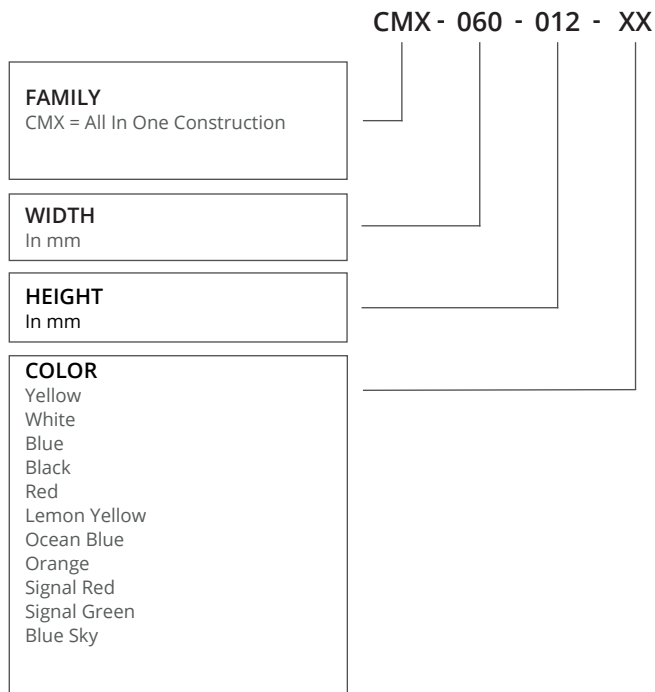 CMX - 060 - 012 - XX
FAMILY
CMX = All In One Construction
WIDTH
In mm
HEIGHT
In mm
COLOR
Yellow
White
Blue
Black
Red
Lemon Yellow
Ocean Blue
Orange
Signal Red
Signal Green
Blue Sky